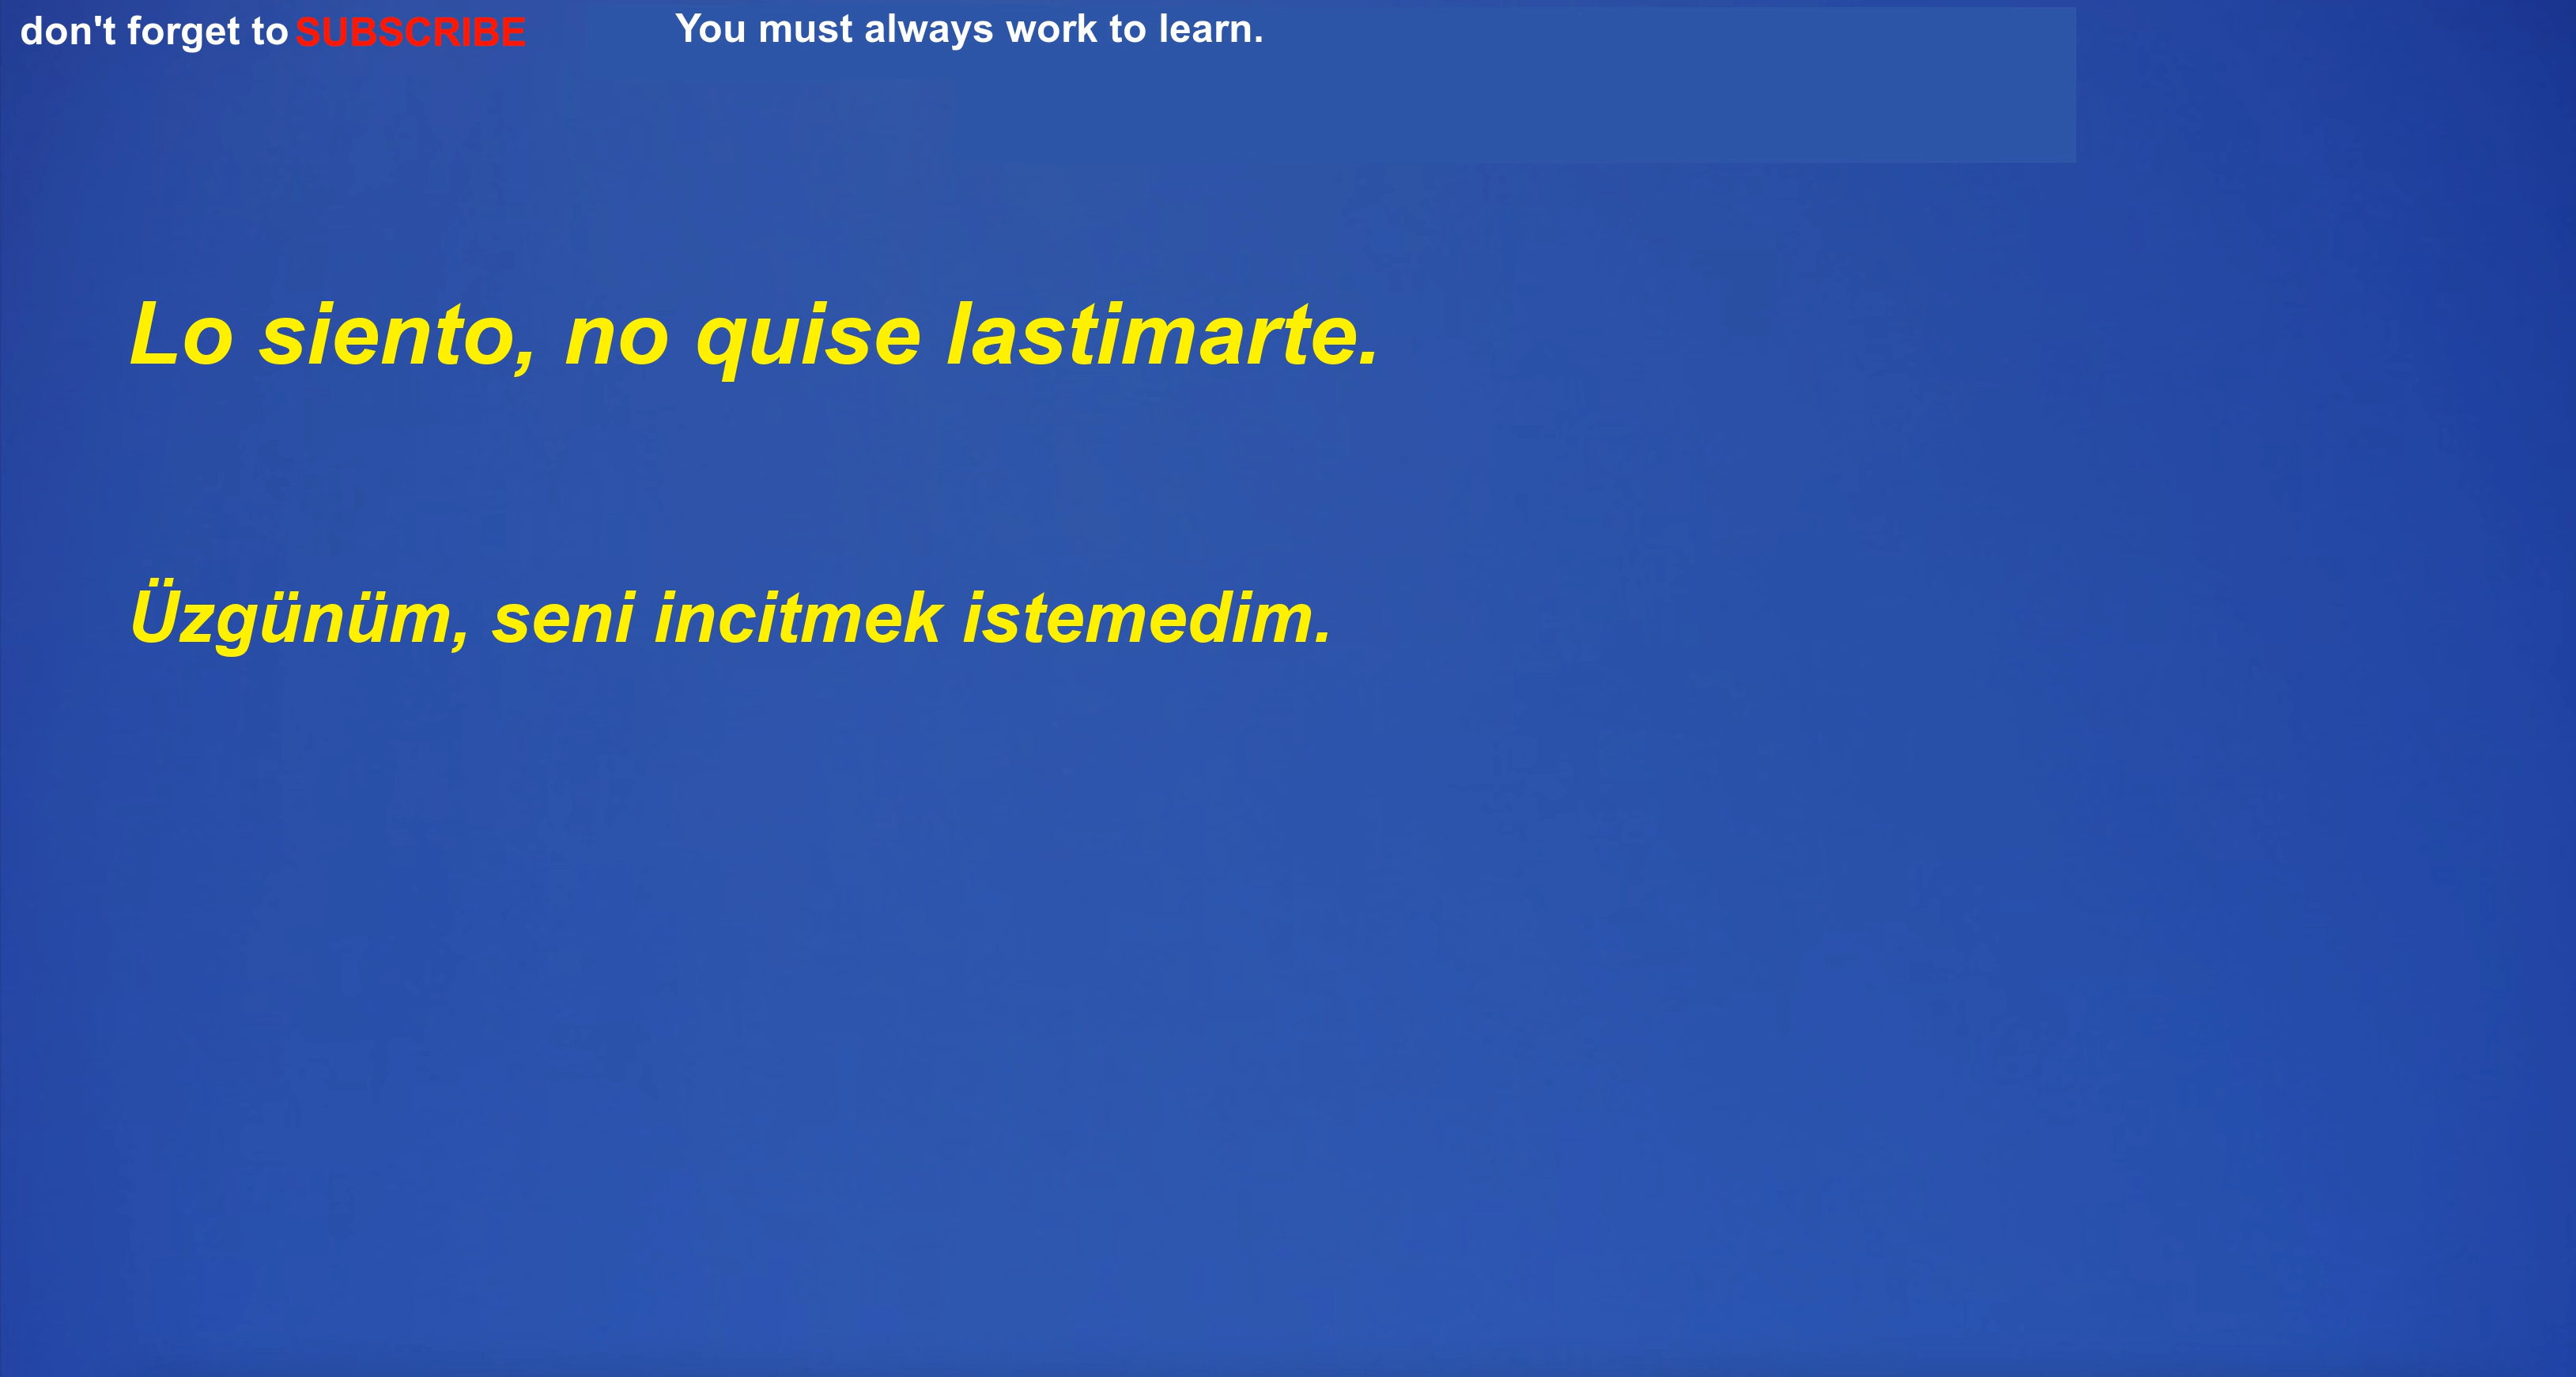 don't forget to SUBSCRIBE
You must always work to learn.
Lo siento, no quise lastimarte.
Üzgünüm, seni incitmek istemedim.